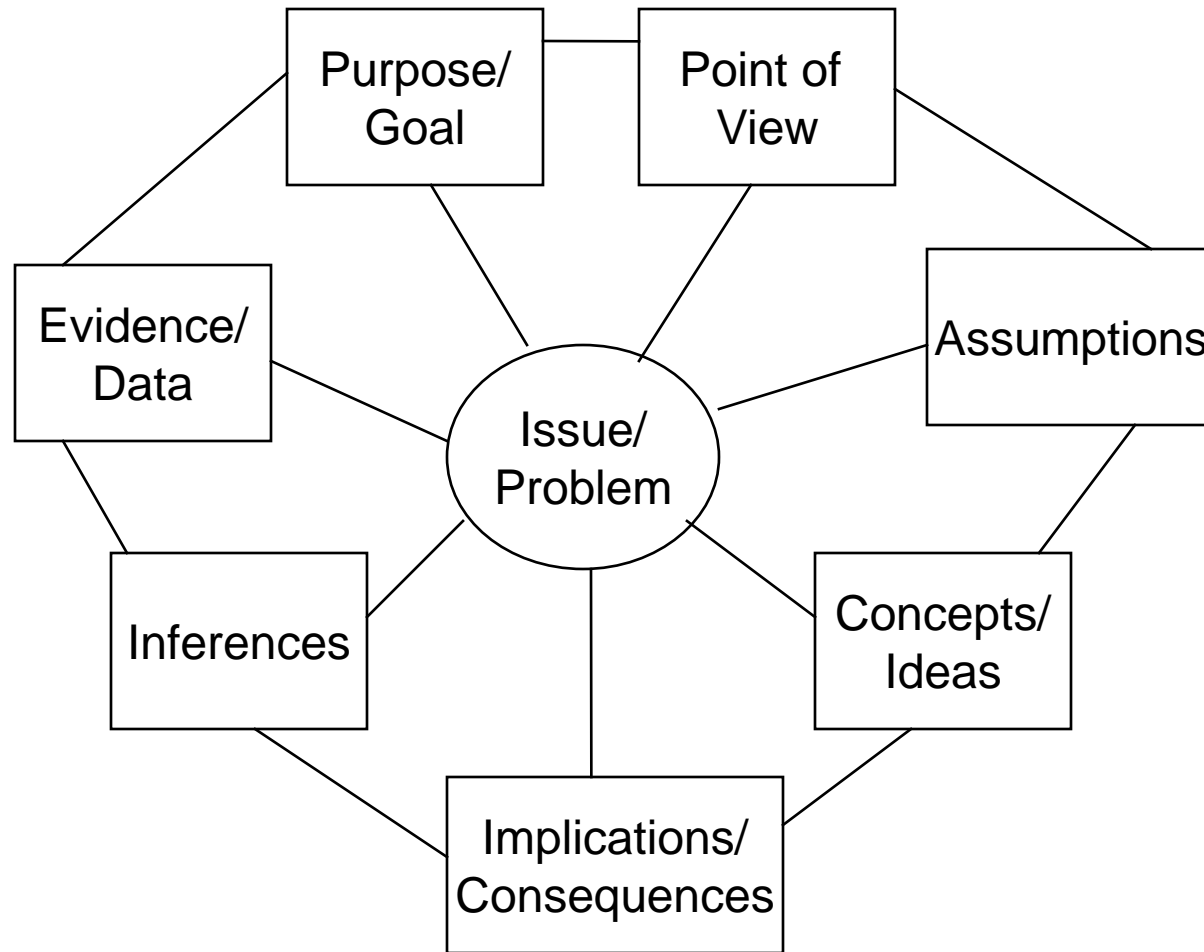 Purpose/
Goal
Point of
View
Evidence/
Data
Assumptions
Issue/
Problem
Inferences
Concepts/
Ideas
Implications/
Consequences